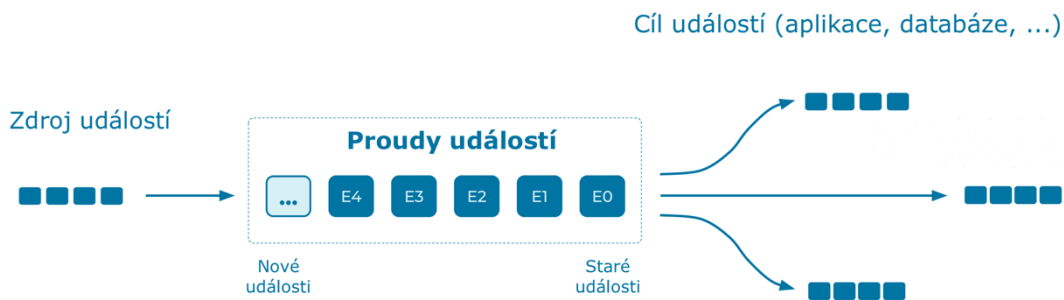 Cíl událostí (aplikace, databáze, ...)
Zdroj událostí
Proudy událostí
... E4 E3 E2 E1 E0
Nové
události
Staré
události